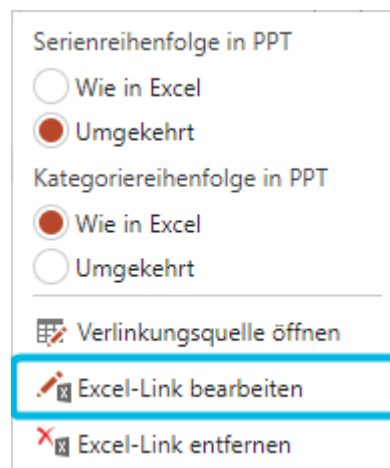 Serienreihenfolge in PPT
Wie in Excel
Umgekehrt
Kategoriereihenfolge in PPT
Wie in Excel
Umgekehrt
Verlinkungsquelle öffnen
Excel-Link bearbeiten
Excel-Link entfernen